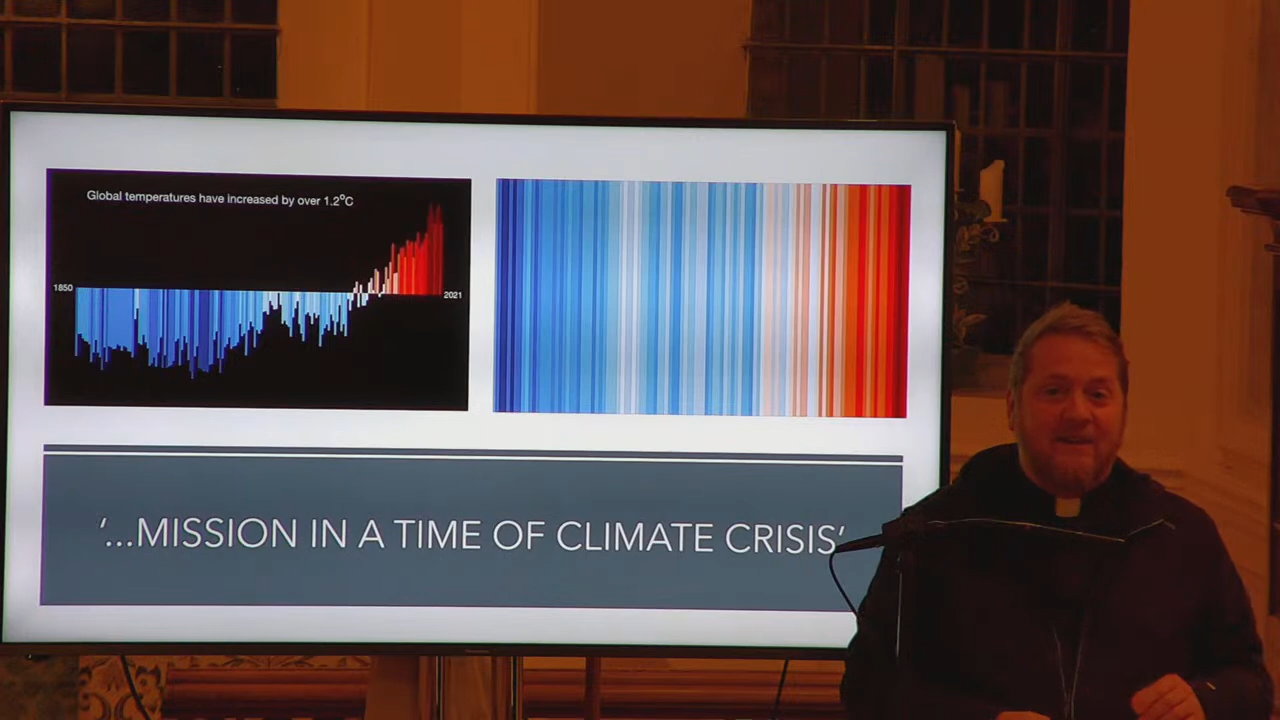 Global temperatures have increased by over 1.2°C
1850
2021
'...MISSION IN A TIME OF CLIMATE CRISIS'